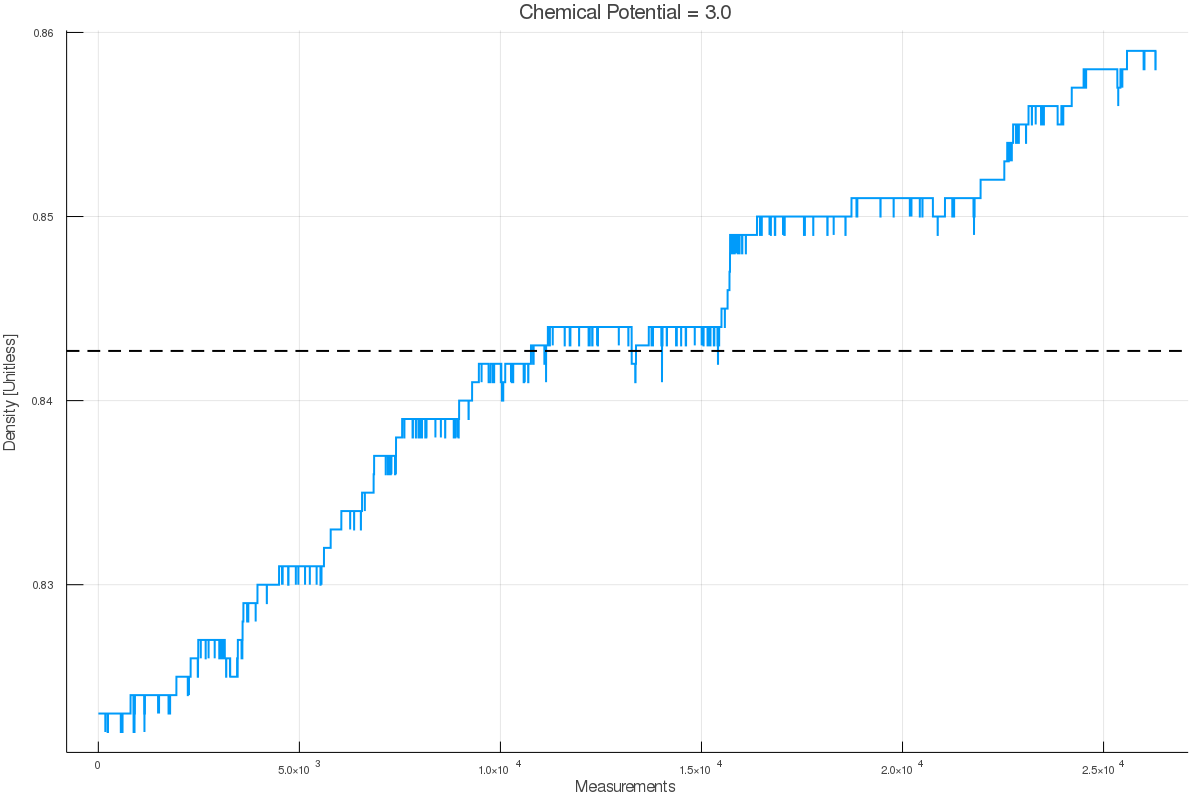 Chemical Potential = 3.0
0.86
0.85
0.84
0.83
Density [Unitless]
0 5.0×10 3 1.0×10 4 1.5×10 4 2.0×10 4 2.5×10 4
Measurements